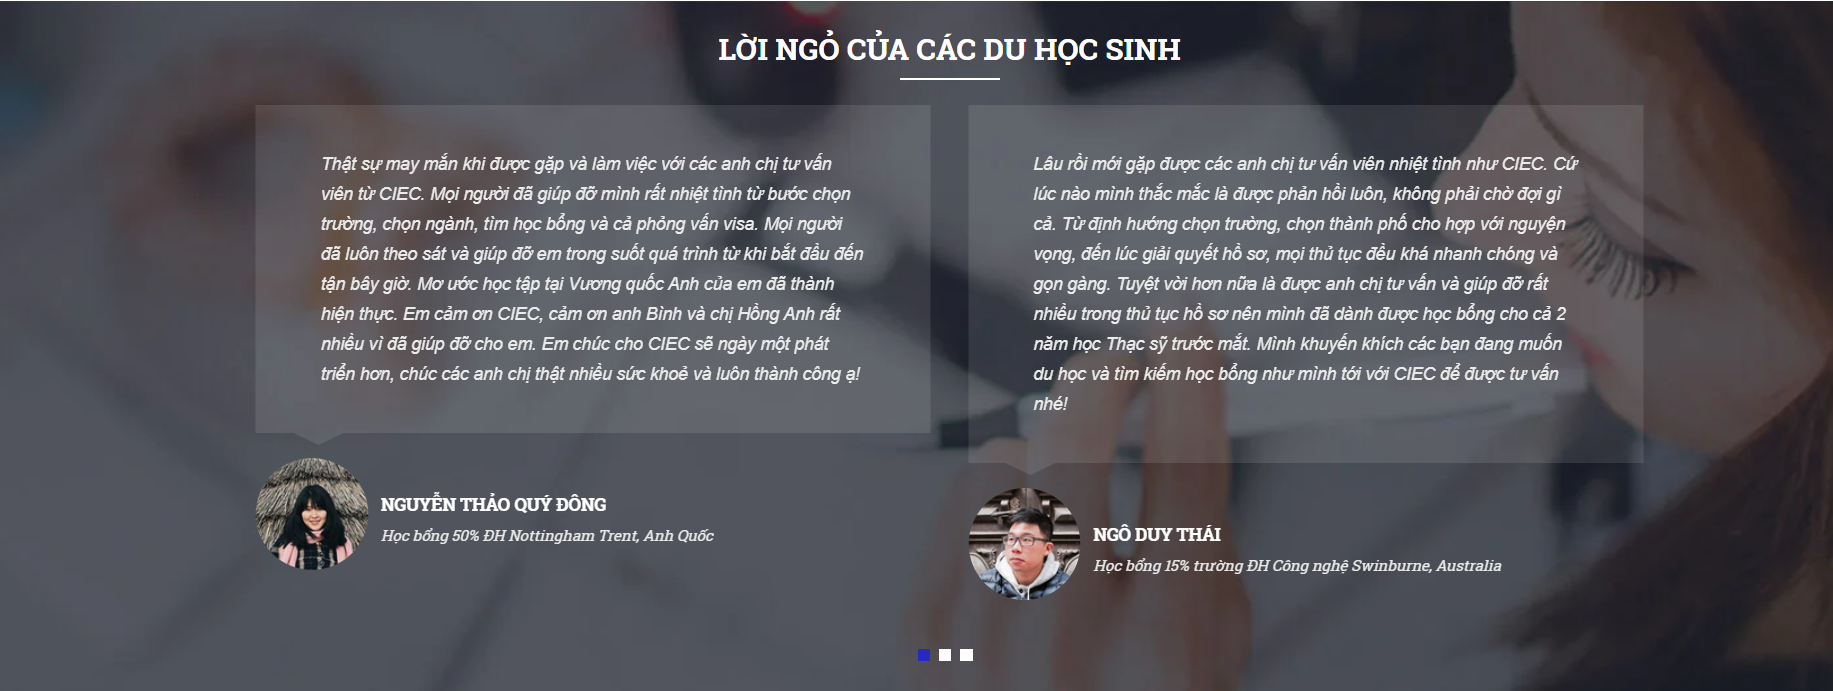 LỜI NGỎ CỦA CÁC DU HỌC SINH
Thật sự may mắn khi được gặp và làm việc với các anh chị tư vấn
viên từ CIEC. Mọi người đã giúp đỡ mình rất nhiệt tình từ bước chọn
trường, chọn ngành, tìm học bổng và cả phỏng vấn visa. Mọi người
đã luôn theo sát và giúp đỡ em trong suốt quá trình từ khi bắt đầu đến
tận bây giờ. Mơ ước học tập tại Vương quốc Anh của em đã thành
hiện thực. Em cảm ơn CIEC, cảm ơn anh Bình và chị Hồng Anh rất
nhiều vì đã giúp đỡ cho em. Em chúc cho CIEC sẽ ngày một phát
triển hơn, chúc các anh chị thật nhiều sức khoẻ và luôn thành công ạ!
NGUYỄN THẢO QUÝ ĐÔNG
Học bổng 50% ĐH Nottingham Trent, Anh Quốc
Lâu rồi mới gặp được các anh chị tư vấn viên nhiệt tình như CIEC. Cứ
lúc nào mình thắc mắc là được phản hồi luôn, không phải chờ đợi gì
cả. Từ định hướng chọn trường, chọn thành phố cho hợp với nguyện
vọng, đến lúc giải quyết hồ sơ, mọi thủ tục đều khá nhanh chóng và
gọn gàng. Tuyệt vời hơn nữa là được anh chị tư vấn và giúp đỡ rất
nhiều trong thủ tục hồ sơ nên mình đã dành được học bổng cho cả 2
năm học Thạc sỹ trước mắt. Mình khuyến khích các bạn đang muốn
du học và tìm kiếm học bổng như mình tới với CIEC để được tư vấn
nhé!
NGÔ DUY THÁI
Học bổng 15% trường ĐH Công nghệ Swinburne, Australia